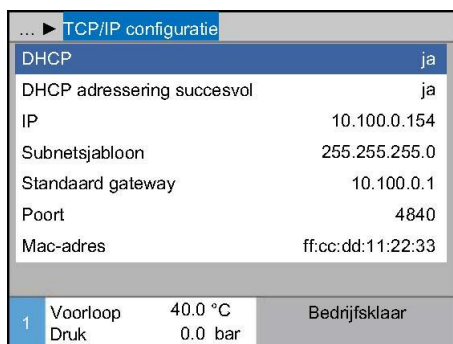 ... ► TCP/IP configuratie
DHCP ja
DHCP adressering succesvol ja
IP 10.100.0.154
Subnetsjabloon 255.255.255.0
Standaard gateway 10.100.0.1
Poort 4840
Mac-adres ff:cc:dd:11:22:33
1 Voorloop 40.0 °C Bedrijfsklaar
Druk 0.0 bar